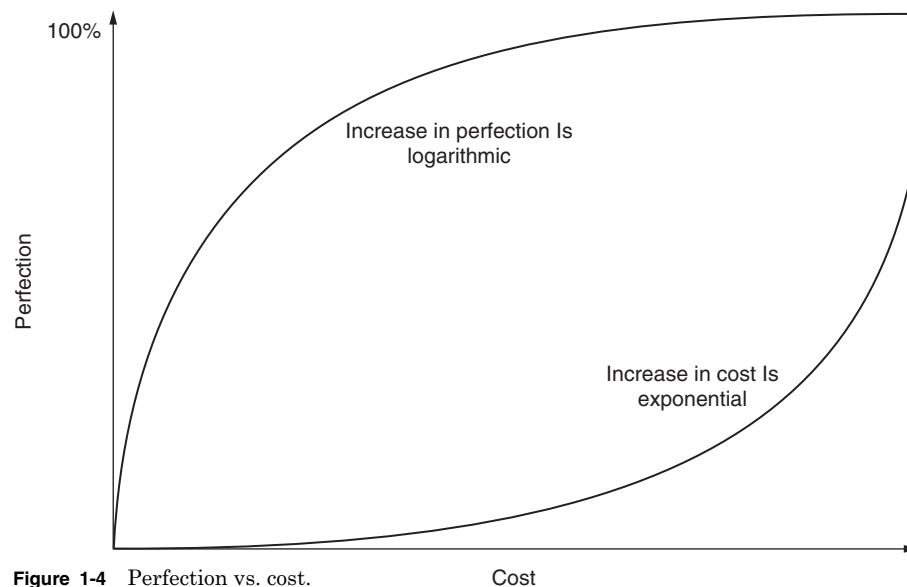 100%
Increase in perfection Is
logarithmic
Perfection
Increase in cost Is
exponential
Cost
Figure 1-4 Perfection vs. cost.